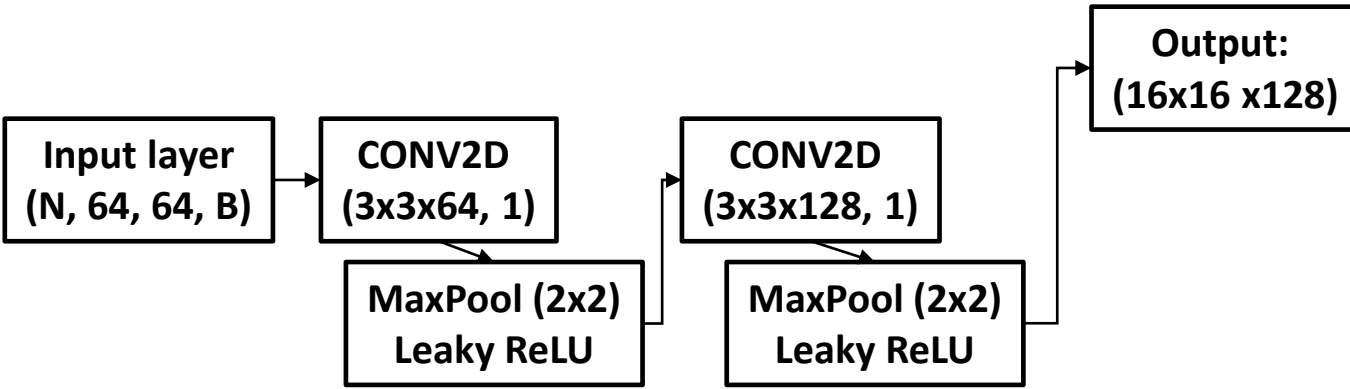 Input layer
(N, 64, 64, B)
CONV2D
(3x3x64, 1)
MaxPool (2x2)
Leaky ReLU
CONV2D
(3x3x128, 1)
MaxPool (2x2)
Leaky ReLU
Output:
(16x16 x128)